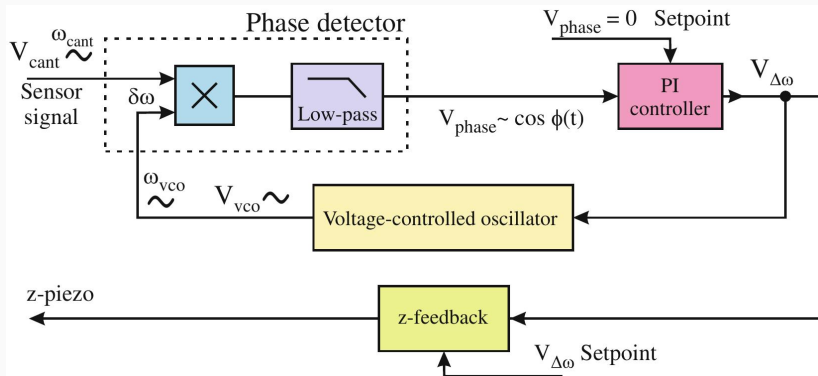 Phase detector
V_phase = 0 Setpoint
ω_cant
V_cant ~
Sensor
signal
δω
×
Low-pass
V_phase ~ cos ϕ(t)
PI
controller
V_Δω
ω_vco
~
V_vco ~
Voltage-controlled oscillator
z-piezo
z-feedback
V_Δω Setpoint